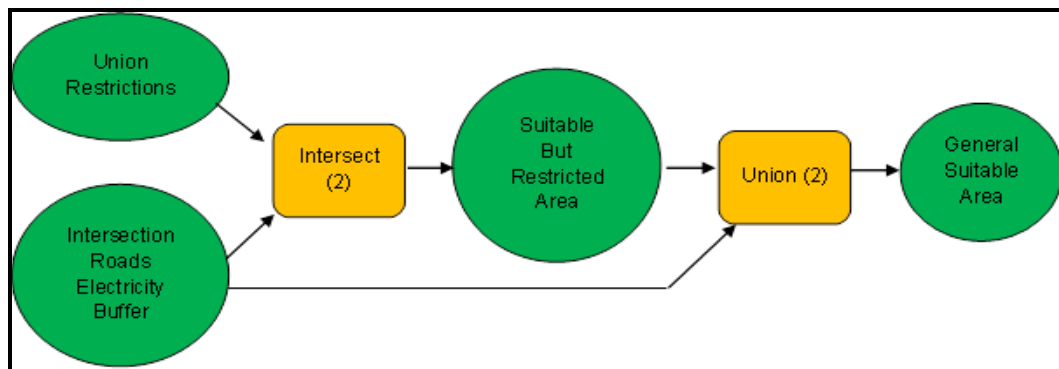 Union
Restrictions
Intersect
(2)
Suitable
But
Restricted
Area
Union (2)
General
Suitable
Area
Intersection
Roads
Electricity
Buffer